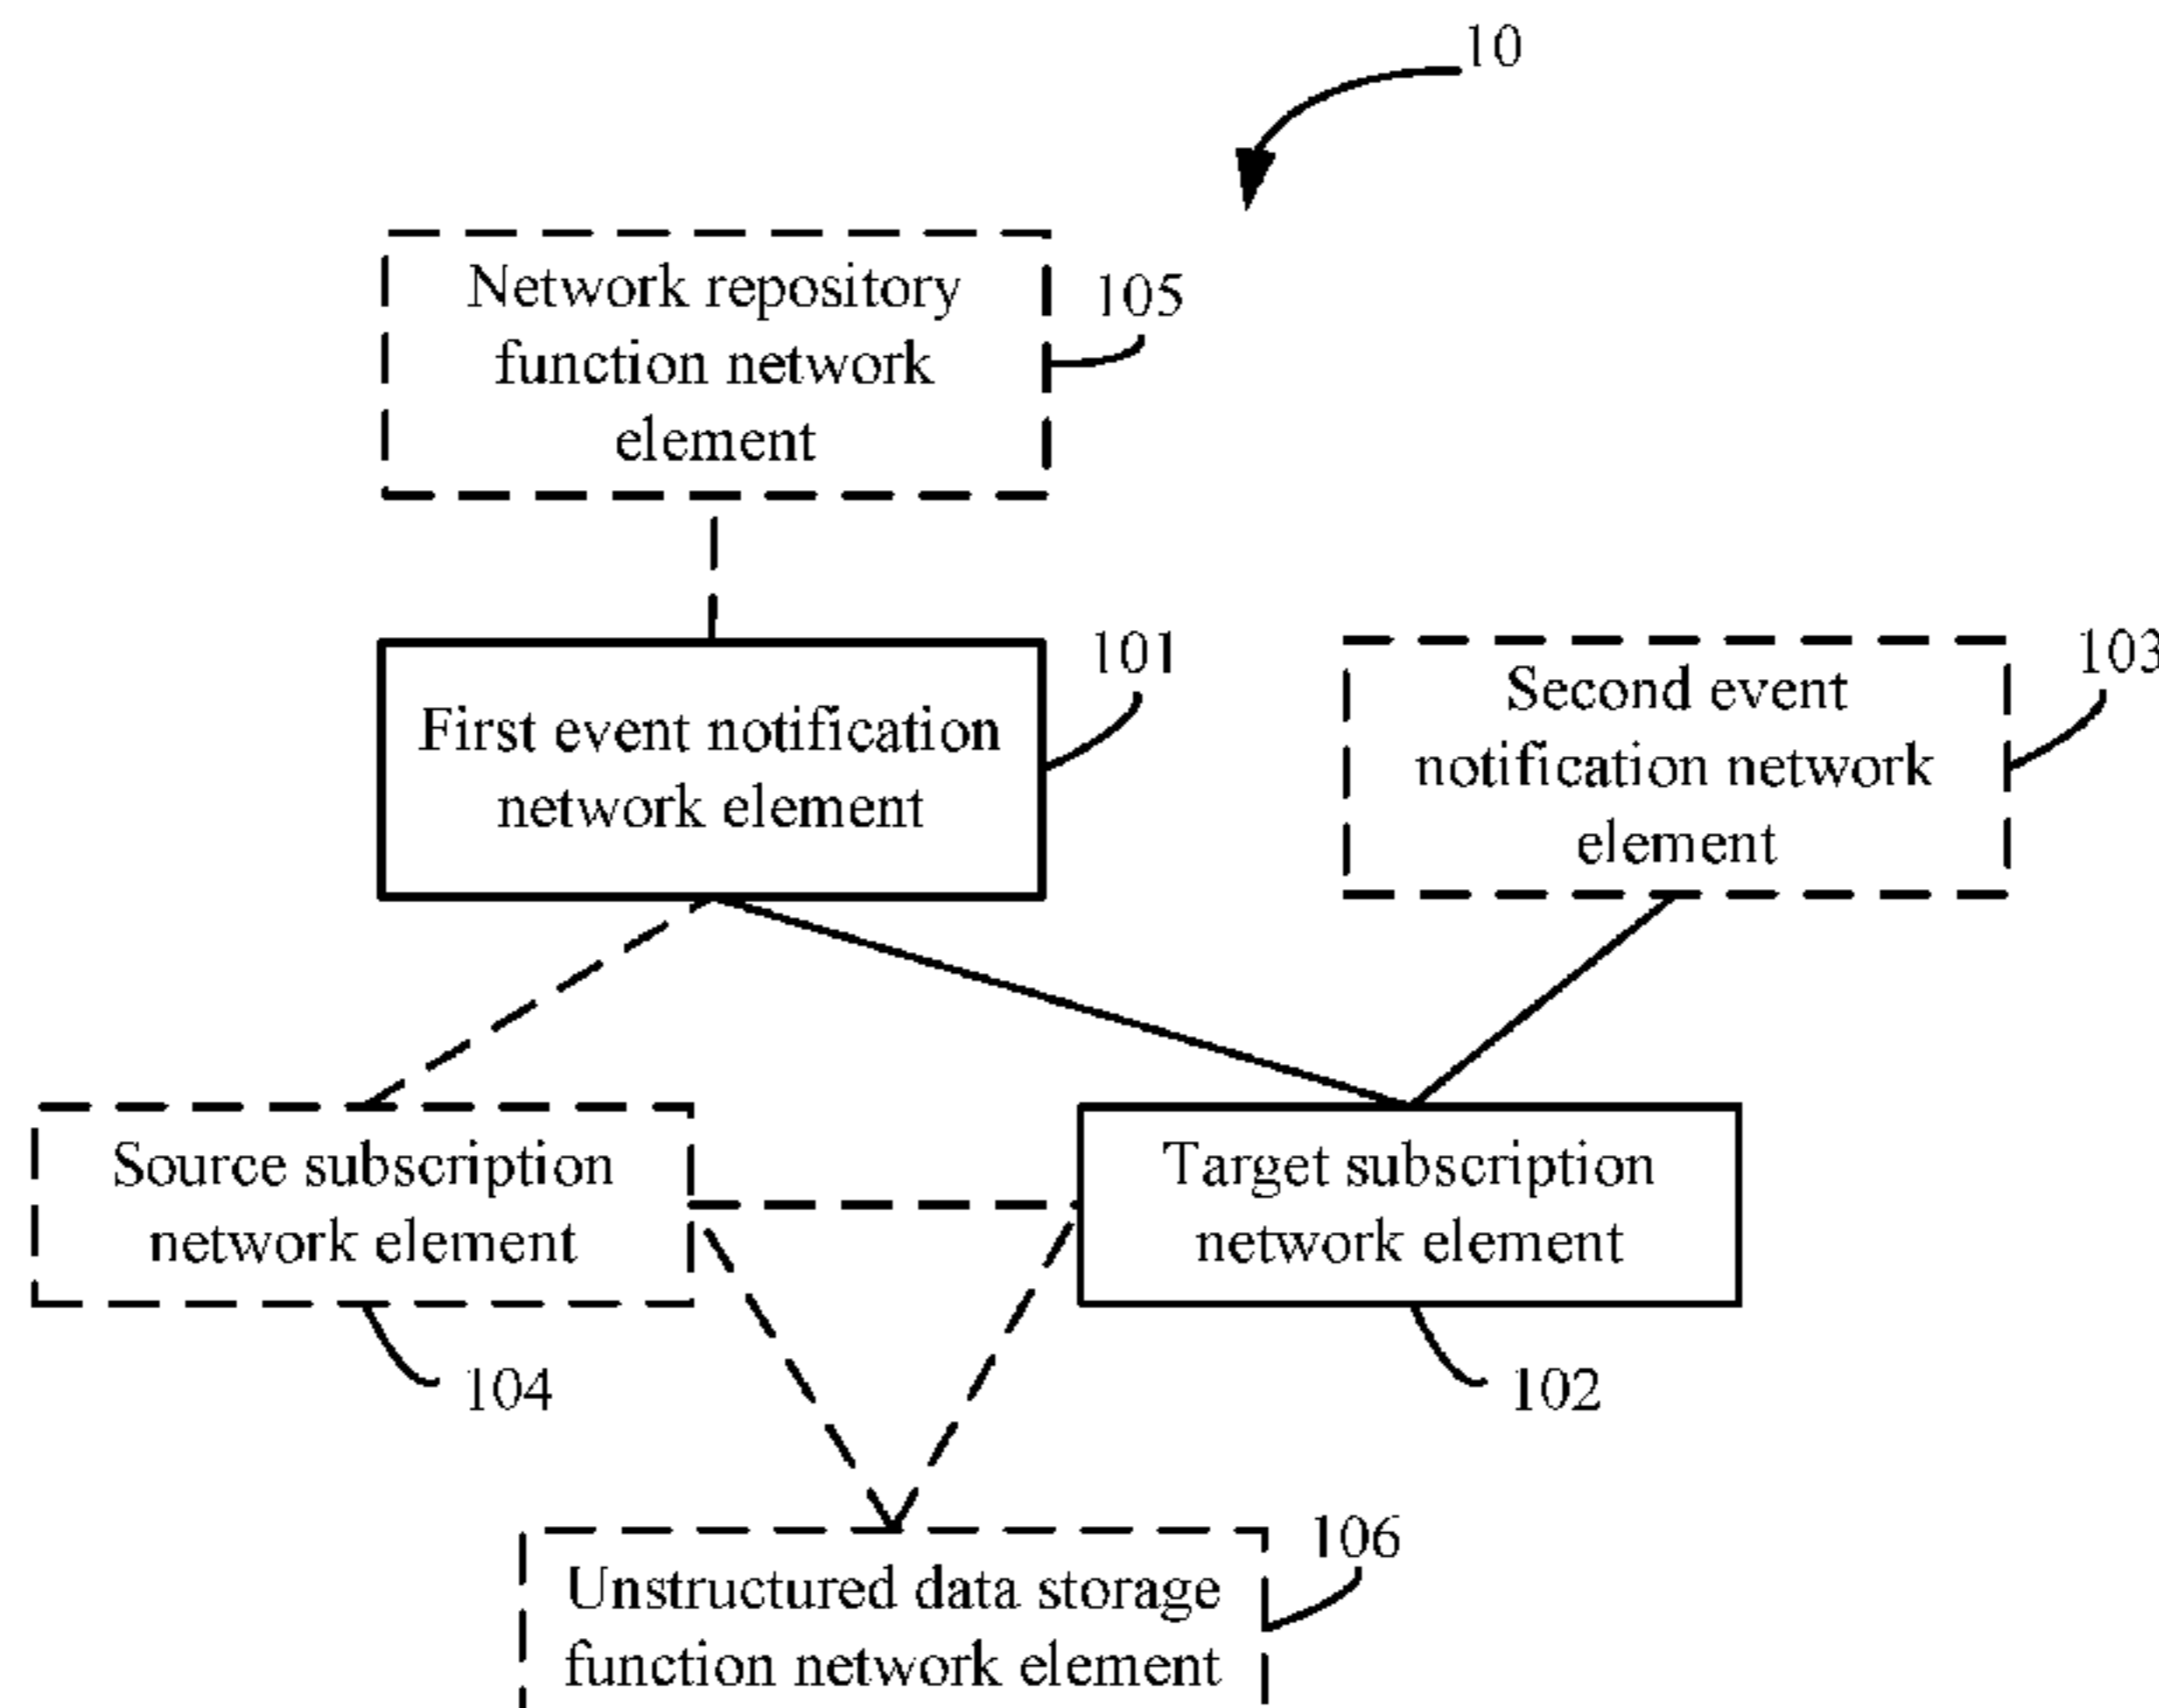 10
Network repository
function network
element
105
First event notification
network element
101
Second event
notification network
element
103
Source subscription
network element
104
Target subscription
network element
102
Unstructured data storage
function network element
106